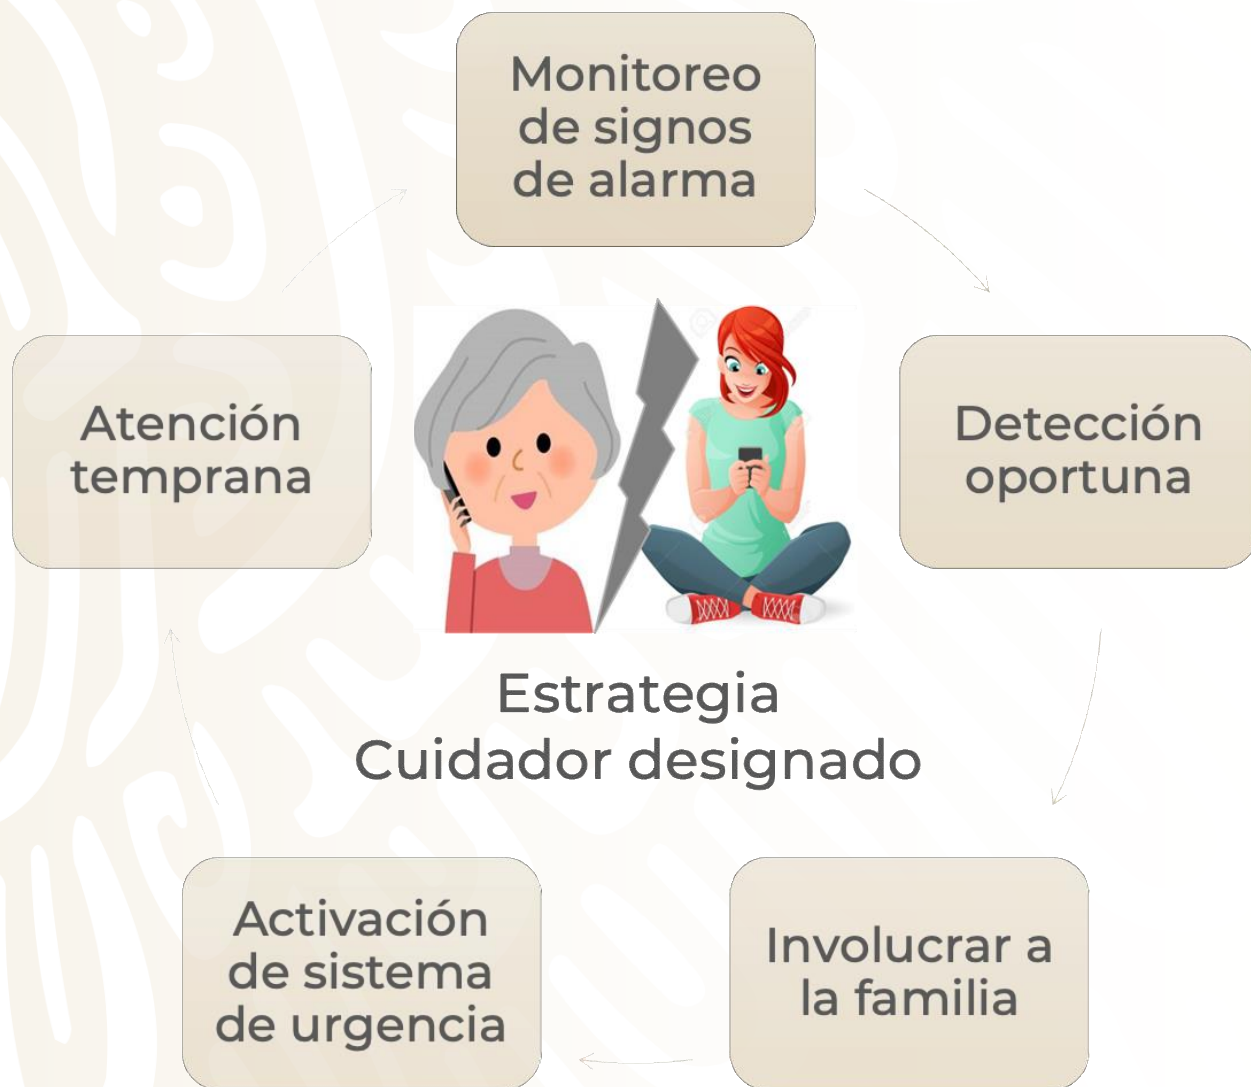 Monitoreo
de signos
de alarma
Atención
temprana
Detección
oportuna
Estrategia
Cuidador designado
Activación
de sistema
de urgencia
Involucrar a
la familia